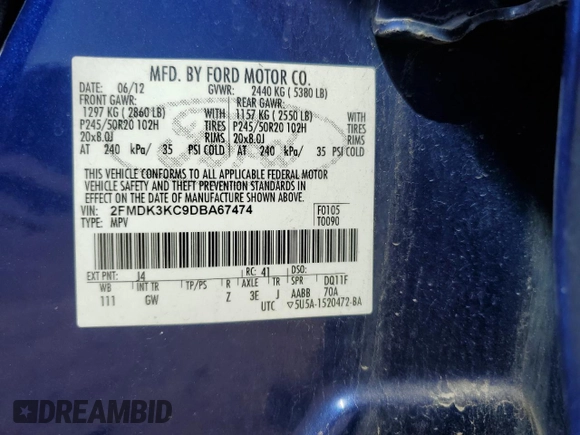 MFD. BY FORD MOTOR CO.
DATE: 06/12 GVWR: 2440 KG ( 5380 LB)
FRONT GAWR: REAR GAWR:
1297 KG ( 2860 LB) WITH 1157 KG ( 2550 LB) WITH
P245/50R20 102H TIRES P245/50R20 102H TIRES
20x8.0J RIMS 20x8.0J RIMS
AT 240 kPa/ 35 PSI COLD AT 240 kPa/ 35 PSI COLD
THIS VEHICLE CONFORMS TO ALL APPLICABLE FEDERAL MOTOR
VEHICLE SAFETY AND THEFT PREVENTION STANDARDS IN
EFFECT ON THE DATE OF MANUFACTURE SHOWN ABOVE.
VIN: 2FMDK3KC9DBA67474 F0105
TYPE: MPV T0090
EXT PNT: J4 RC: 41 DSO:
WB INT TR TP/PS R AXLE TR SPR DQ11F
111 GW Z 3E J AABB 70A
UTC ▽5U5A-1520472-BA
DREAMBID